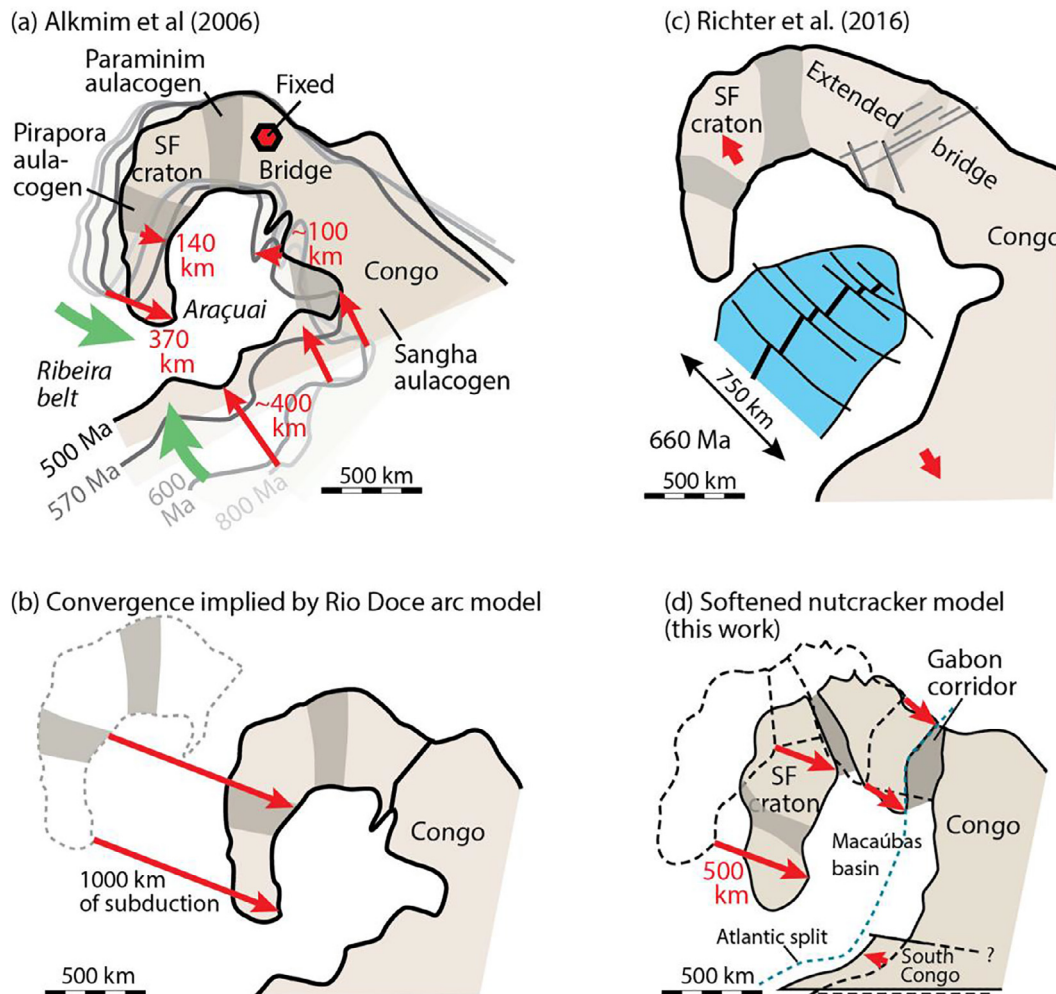 (a) Alkmim et al (2006)
Paraminim
aulacogen
Fixed
Pirapora
aula-
cogen
SF
craton
Bridge
140
km
~100
km
Congo
Araçuai
370
km
Ribeira
belt
Sangha
aulacogen
~400
km
500 Ma
570 Ma
600
Ma
800 Ma
500 km
(c) Richter et al. (2016)
SF
craton
Extended
bridge
Congo
750 km
660 Ma
500 km
(b) Convergence implied by Rio Doce arc model
Congo
1000 km
of subduction
500 km
(d) Softened nutcracker model
(this work)
Gabon
corridor
SF
craton
Congo
Macaúbas
basin
500
km
Atlantic split
?
South
Congo
500 km